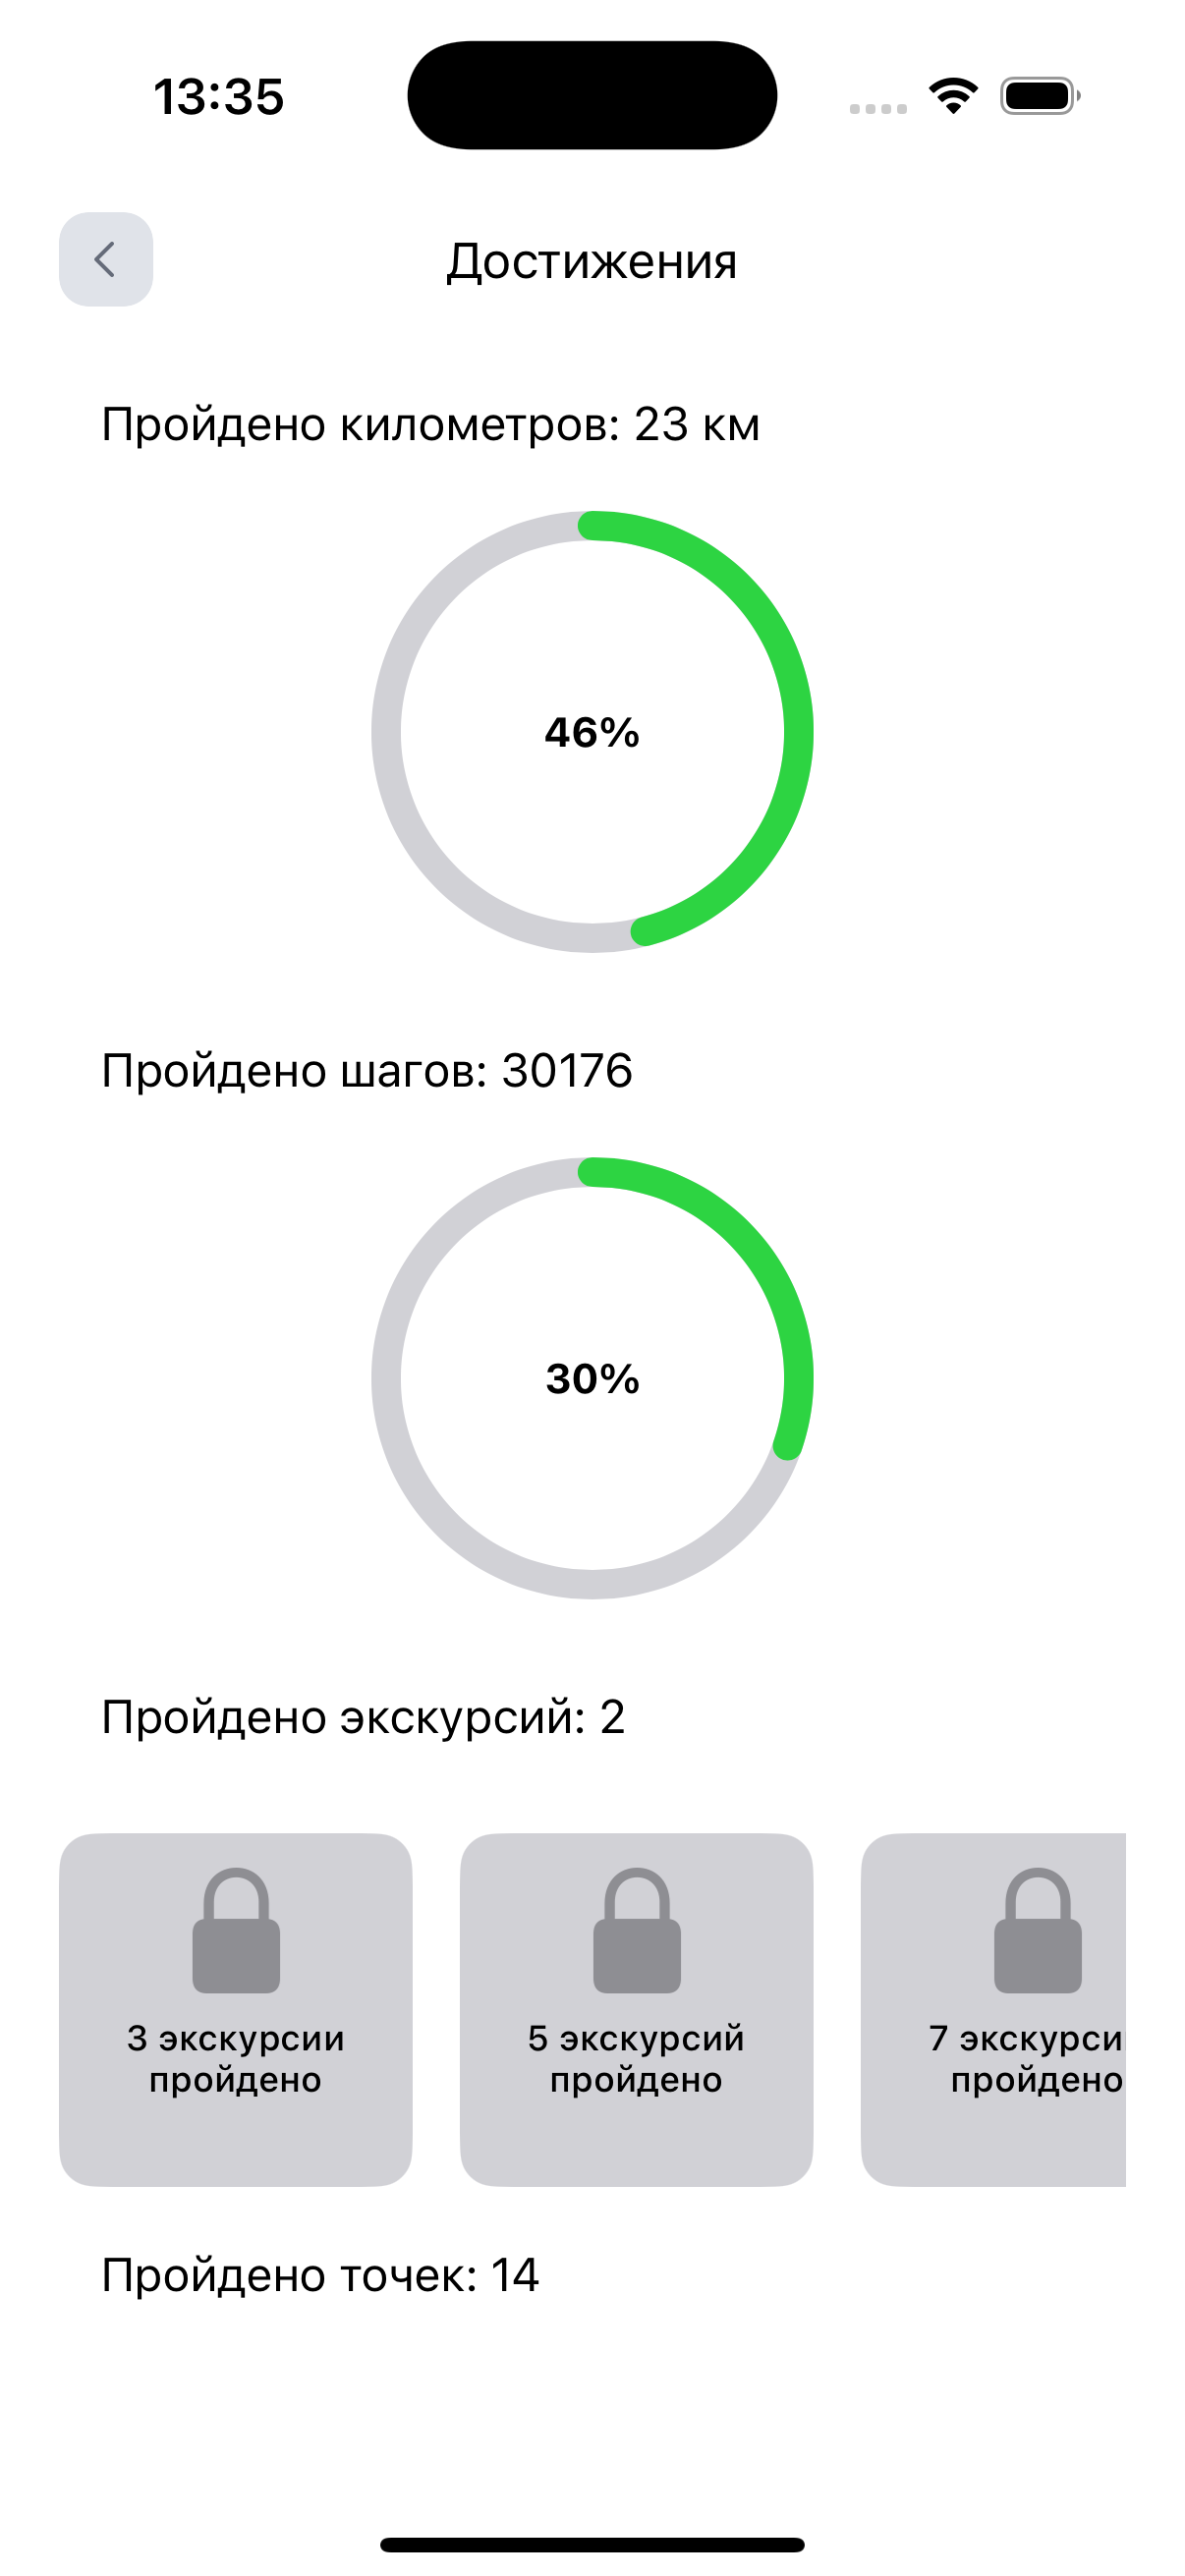 13:35
Достижения
Пройдено километров: 23 км
46%
Пройдено шагов: 30176
30%
Пройдено экскурсий: 2
3 экскурсии
пройдено
5 экскурсий
пройдено
7 экскурси
пройдено
Пройдено точек: 14